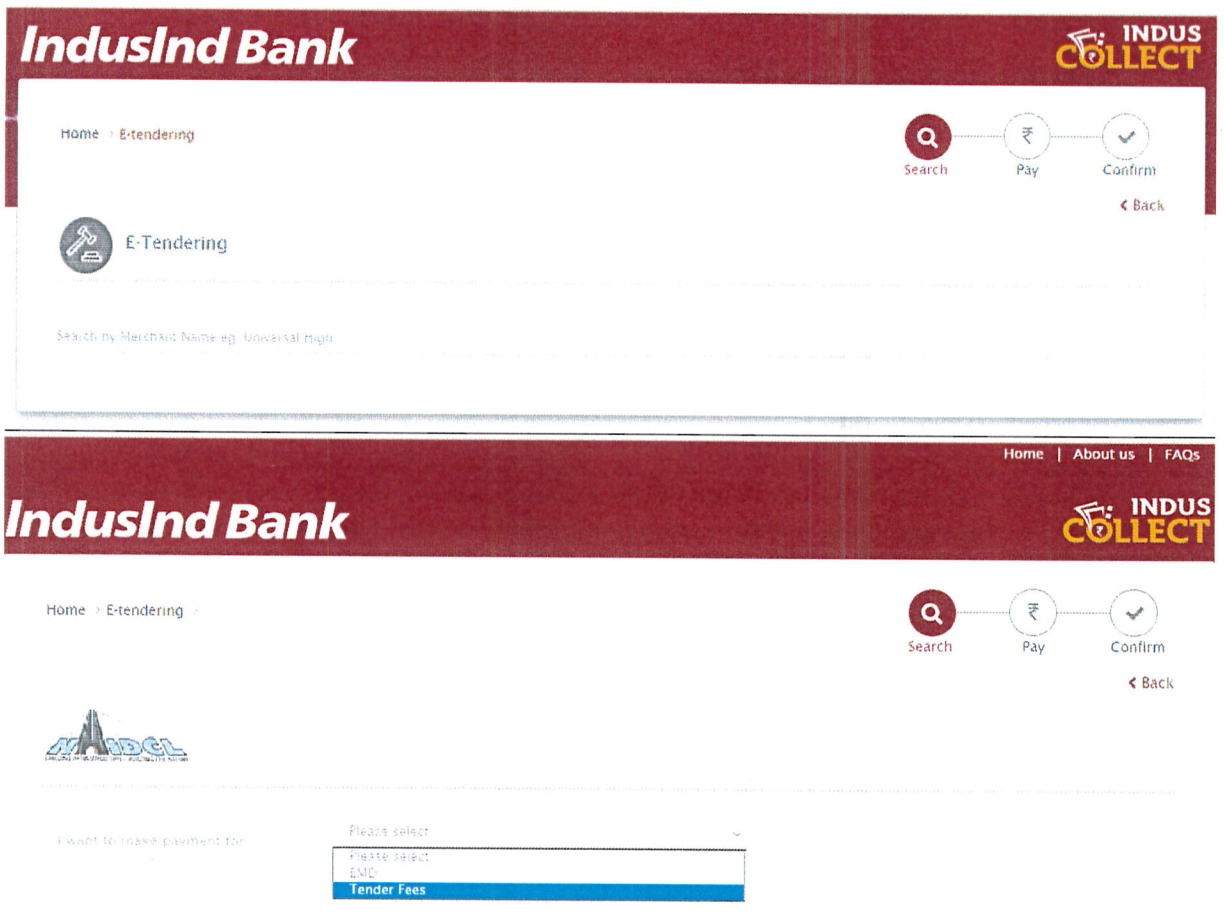 IndusInd Bank
INDUS
COLLECT
Home > E-tendering
Search
Pay
Confirm
Back
E-Tendering
Search by Merchant Name eg. Universal High
Home | About us | FAQs
IndusInd Bank
INDUS
COLLECT
Home > E-tendering >
Search
Pay
Confirm
Back
NHIDCL
I want to make payment for
Please select
Please select
EMD
Tender Fees